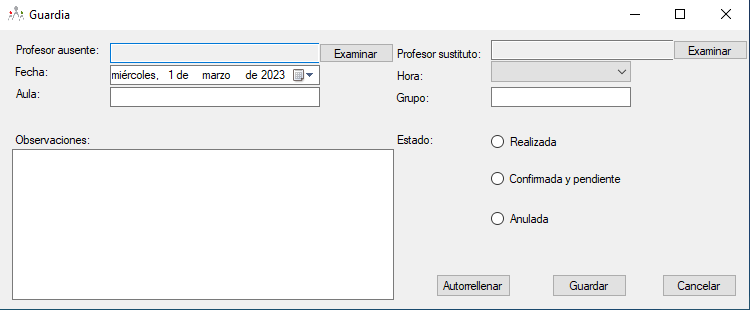 Guardia
Profesor ausente: Examinar Profesor sustituto: Examinar
Fecha: miércoles, 1 de marzo de 2023 Hora:
Aula: Grupo:
Observaciones: Estado: Realizada
Confirmada y pendiente
Anulada
Autorrellenar Guardar Cancelar